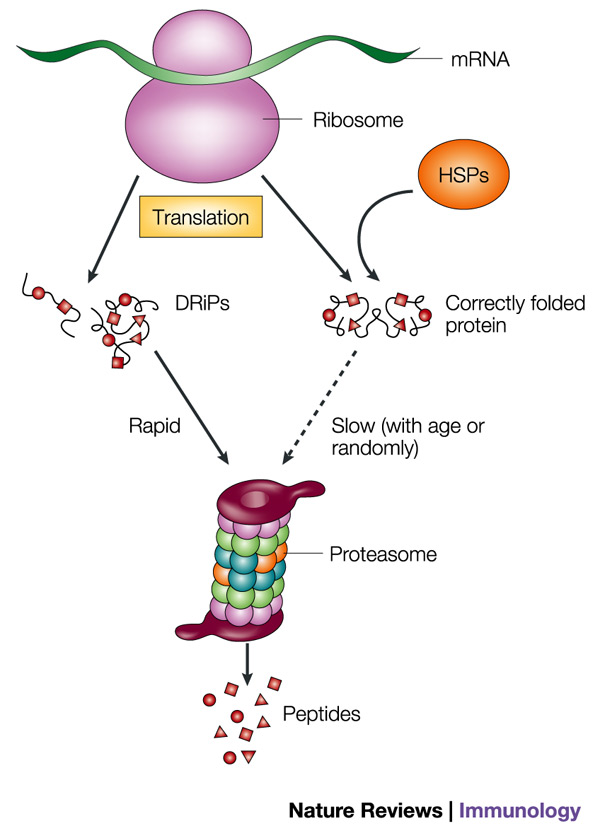 mRNA
Ribosome
HSPs
Translation
DRiPs
Correctly folded
protein
Rapid
Slow (with age or
randomly)
Proteasome
Peptides
Nature Reviews | Immunology